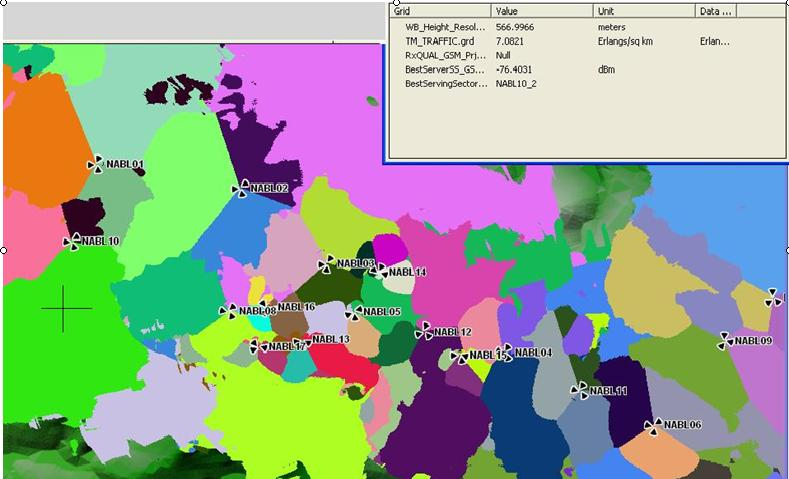 Grid Value Unit Data ...
WB_Height_Resol... 566.9966 meters
TM_TRAFFIC.grd 7.0821 Erlangs/sq km Erlan...
RxQUAL_GSM_Prj... Null
BestServerSS_GS... -76.4031 dBm
BestServingSector... NABL10_2
NABL01
NABL02
NABL10
NABL03
NABL14
NABL08
NABL16
NABL05
NABL12
NABL13
NABL17
NABL15
NABL04
NABL09
NABL11
NABL06